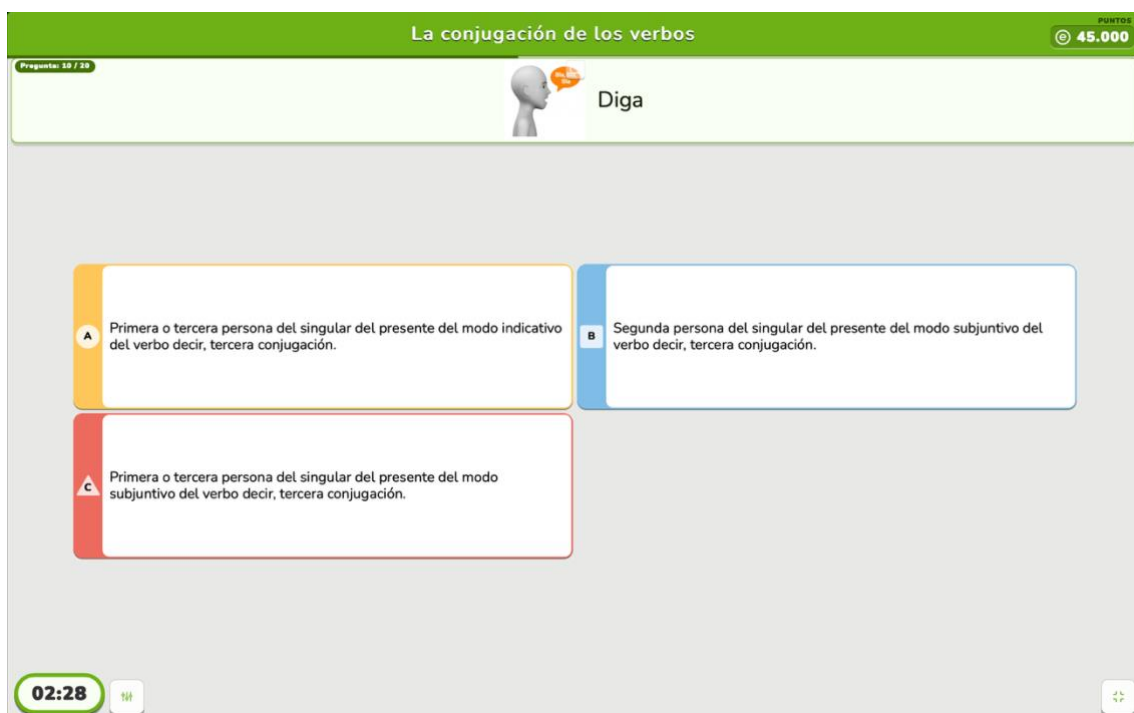 La conjugación de los verbos
PUNTOS
e 45.000
Pregunta: 10 / 20
Diga
A
Primera o tercera persona del singular del presente del modo indicativo
del verbo decir, tercera conjugación.
B
Segunda persona del singular del presente del modo subjuntivo del
verbo decir, tercera conjugación.
C
Primera o tercera persona del singular del presente del modo
subjuntivo del verbo decir, tercera conjugación.
02:28